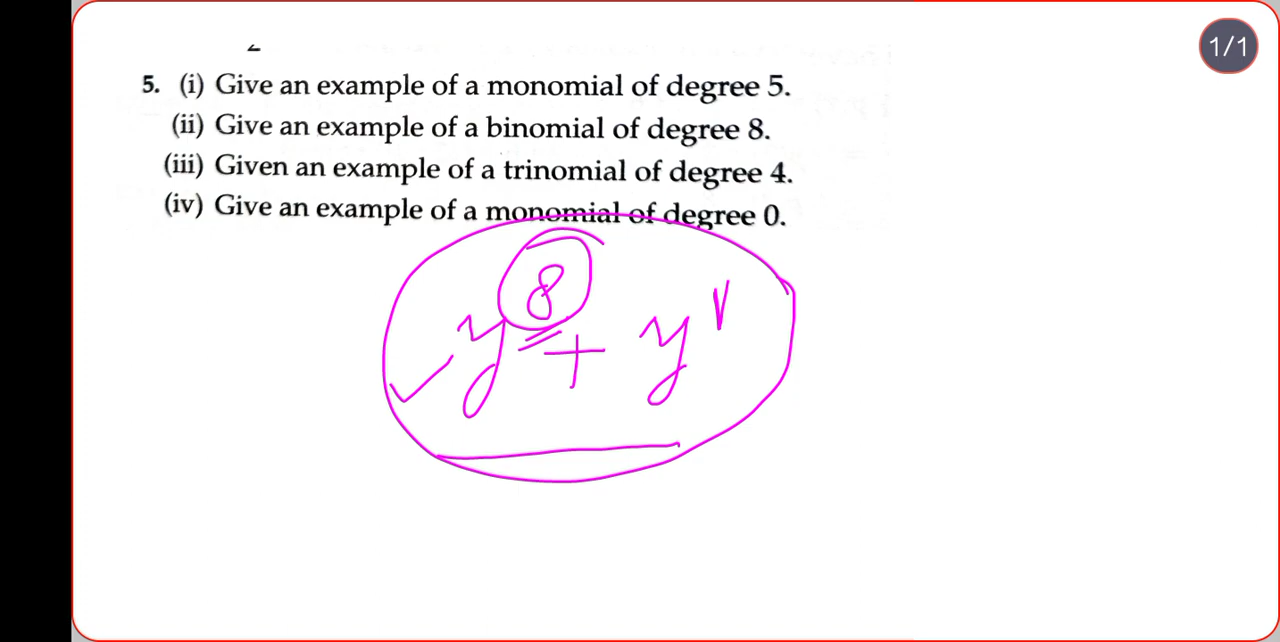 1/1
5. (i) Give an example of a monomial of degree 5.
(ii) Give an example of a binomial of degree 8.
(iii) Given an example of a trinomial of degree 4.
(iv) Give an example of a monomial of degree 0.
y⁸ + y¹